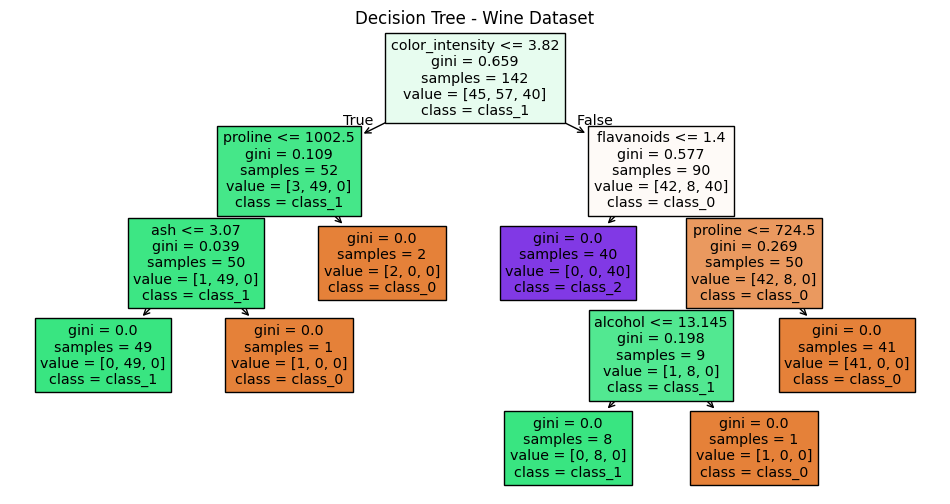 Decision Tree - Wine Dataset
color_intensity <= 3.82
gini = 0.659
samples = 142
value = [45, 57, 40]
class = class_1
True
False
proline <= 1002.5
gini = 0.109
samples = 52
value = [3, 49, 0]
class = class_1
flavanoids <= 1.4
gini = 0.577
samples = 90
value = [42, 8, 40]
class = class_0
ash <= 3.07
gini = 0.039
samples = 50
value = [1, 49, 0]
class = class_1
gini = 0.0
samples = 2
value = [2, 0, 0]
class = class_0
gini = 0.0
samples = 40
value = [0, 0, 40]
class = class_2
proline <= 724.5
gini = 0.269
samples = 50
value = [42, 8, 0]
class = class_0
gini = 0.0
samples = 49
value = [0, 49, 0]
class = class_1
gini = 0.0
samples = 1
value = [1, 0, 0]
class = class_0
alcohol <= 13.145
gini = 0.198
samples = 9
value = [1, 8, 0]
class = class_1
gini = 0.0
samples = 41
value = [41, 0, 0]
class = class_0
gini = 0.0
samples = 8
value = [0, 8, 0]
class = class_1
gini = 0.0
samples = 1
value = [1, 0, 0]
class = class_0